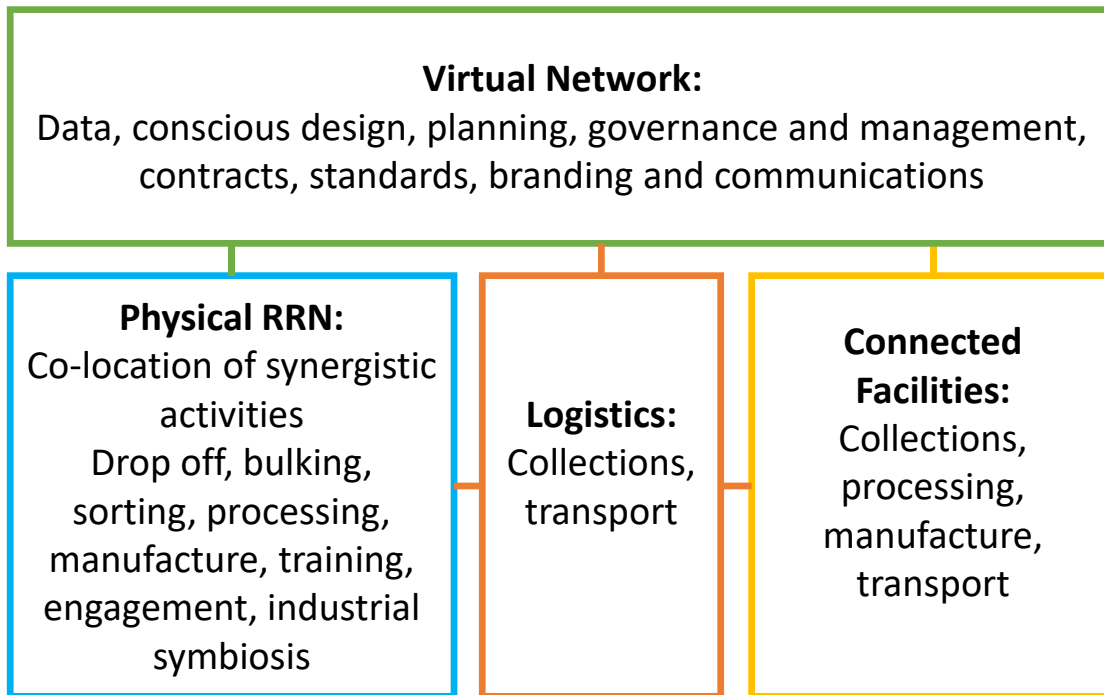 Virtual Network:
Data, conscious design, planning, governance and management,
contracts, standards, branding and communications
Physical RRN:
Co-location of synergistic
activities
Drop off, bulking,
sorting, processing,
manufacture, training,
engagement, industrial
symbiosis
Logistics:
Collections,
transport
Connected
Facilities:
Collections,
processing,
manufacture,
transport